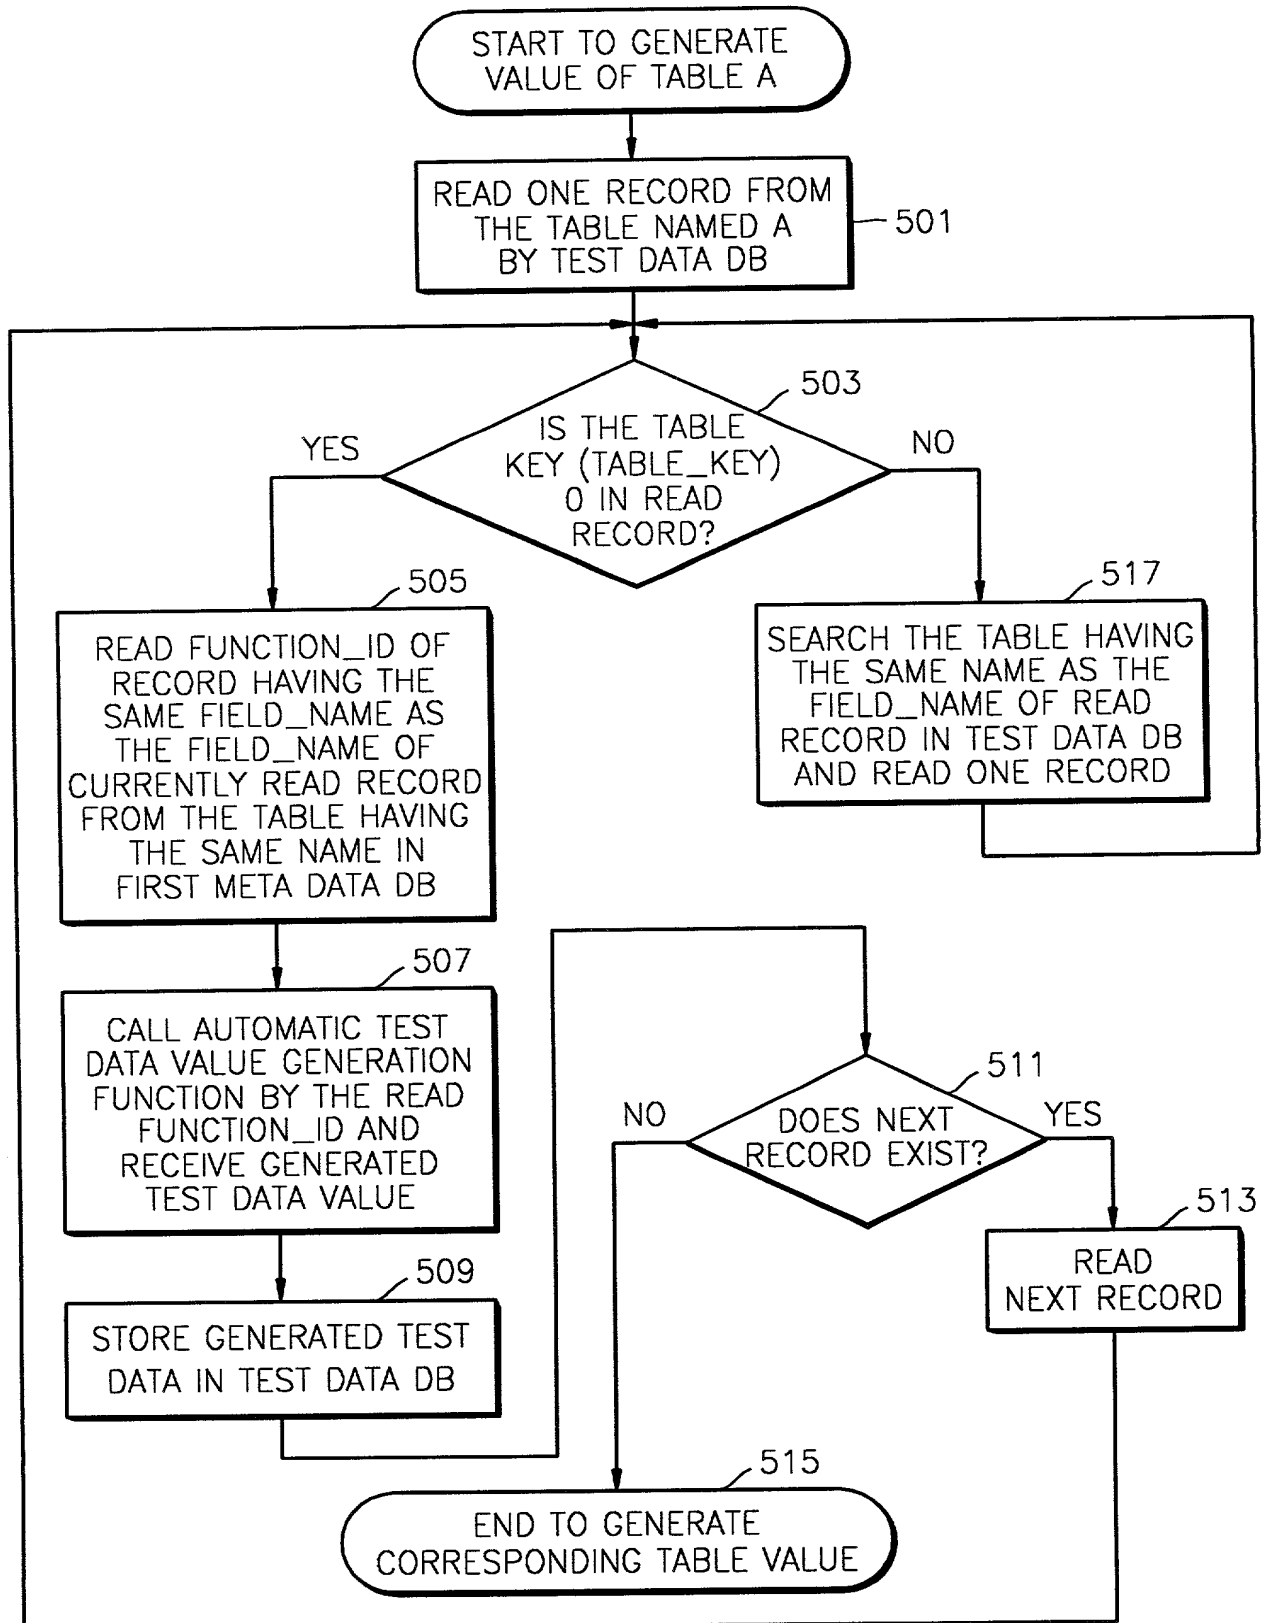 START TO GENERATE
VALUE OF TABLE A
READ ONE RECORD FROM
THE TABLE NAMED A
BY TEST DATA DB
501
503
IS THE TABLE
KEY (TABLE_KEY)
0 IN READ
RECORD?
YES
NO
505
READ FUNCTION_ID OF
RECORD HAVING THE
SAME FIELD_NAME AS
THE FIELD_NAME OF
CURRENTLY READ RECORD
FROM THE TABLE HAVING
THE SAME NAME IN
FIRST META DATA DB
517
SEARCH THE TABLE HAVING
THE SAME NAME AS THE
FIELD_NAME OF READ
RECORD IN TEST DATA DB
AND READ ONE RECORD
507
CALL AUTOMATIC TEST
DATA VALUE GENERATION
FUNCTION BY THE READ
FUNCTION_ID AND
RECEIVE GENERATED
TEST DATA VALUE
511
DOES NEXT
RECORD EXIST?
NO
YES
513
READ
NEXT RECORD
509
STORE GENERATED TEST
DATA IN TEST DATA DB
515
END TO GENERATE
CORRESPONDING TABLE VALUE